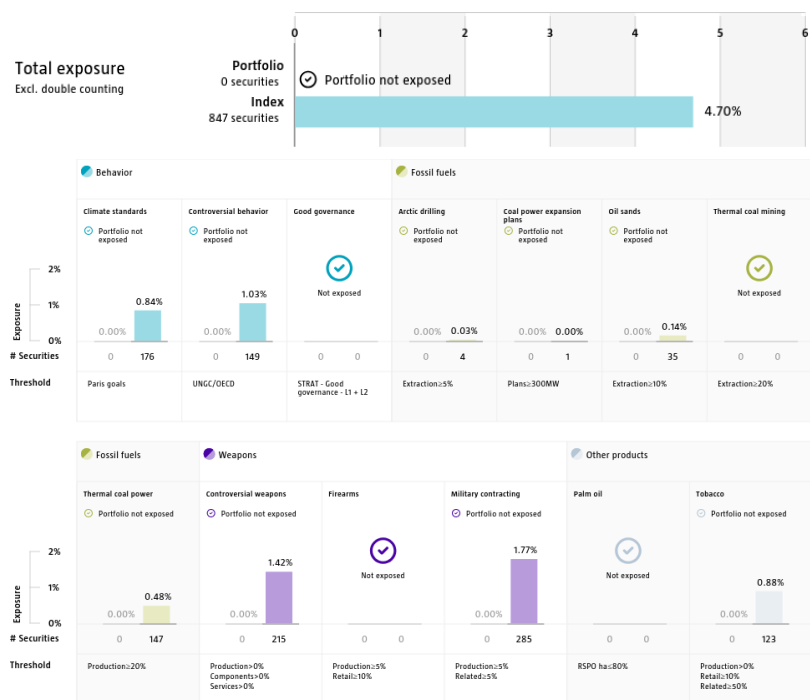 0 1 2 3 4 5 6
Total exposure
Excl. double counting
Portfolio
0 securities
Portfolio not exposed
Index
847 securities
4.70%
Behavior
Fossil fuels
Climate standards
Controversial behavior
Good governance
Arctic drilling
Coal power expansion
plans
Oil sands
Thermal coal mining
Portfolio not
exposed
Portfolio not
exposed
Not exposed
Portfolio not
exposed
Portfolio not
exposed
Portfolio not
exposed
Not exposed
Exposure
2%
1%
0%
0.00% 0.84%
0.00% 1.03%
0.00% 0.03%
0.00% 0.00%
0.00% 0.14%
# Securities 0 176 0 149 0 0 0 4 0 1 0 35 0 0
Threshold
Paris goals
UNGC/OECD
STRAT - Good
governance - L1 + L2
Extraction≥5%
Plans≥300MW
Extraction≥10%
Extraction≥20%
Fossil fuels
Weapons
Other products
Thermal coal power
Controversial weapons
Firearms
Military contracting
Palm oil
Tobacco
Portfolio not exposed
Portfolio not exposed
Not exposed
Portfolio not exposed
Not exposed
Portfolio not exposed
Exposure
2%
1%
0%
0.00% 0.48%
0.00% 1.42%
0.00% 1.77%
0.00% 0.88%
# Securities 0 147 0 215 0 0 0 285 0 0 0 123
Threshold
Production≥20%
Production>0%
Components>0%
Services>0%
Production≥5%
Retail≥10%
Production≥5%
Related≥5%
RSPO ha≤80%
Production>0%
Retail≥10%
Related≥50%